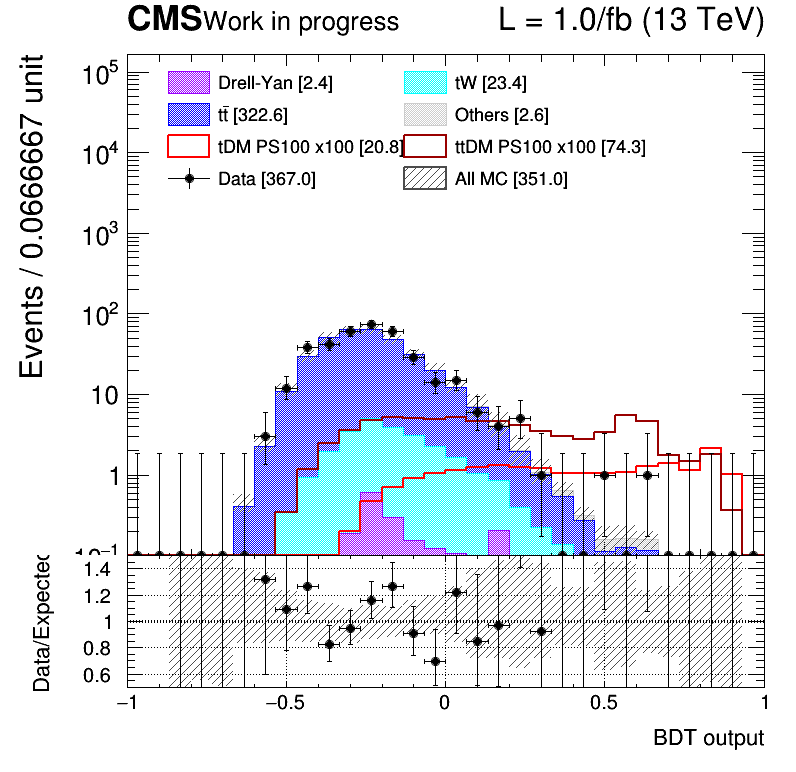 CMS Work in progress L = 1.0/fb (13 TeV)
Events / 0.0666667 unit
10⁵
10⁴
10³
10²
10
1
10⁻¹
Drell-Yan [2.4] tW [23.4]
tt̄ [322.6] Others [2.6]
tDM PS100 x100 [20.8] ttDM PS100 x100 [74.3]
Data [367.0] All MC [351.0]
Data/Expected
1.4
1.2
1
0.8
0.6
−1 −0.5 0 0.5 1
BDT output